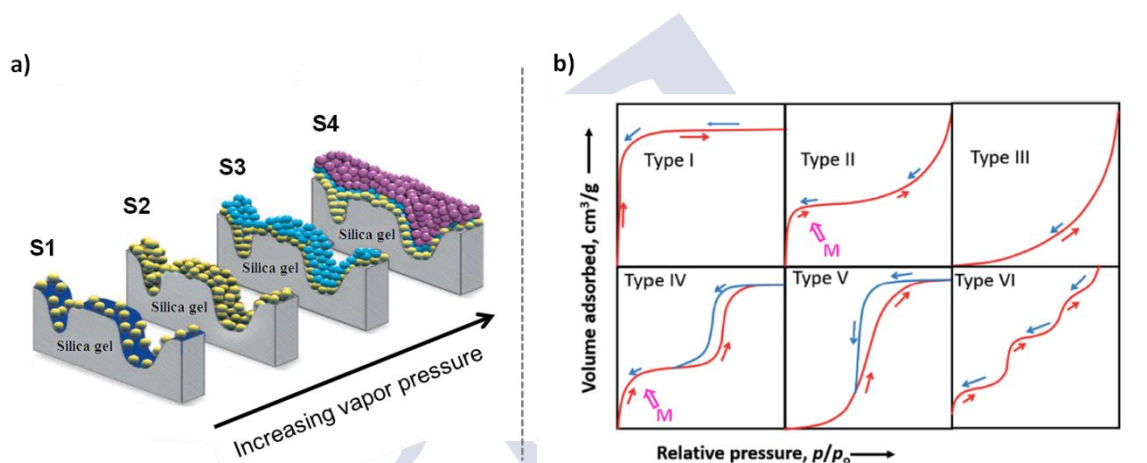 a)
S1
S2
S3
S4
Silica gel
Silica gel
Silica gel
Silica gel
Increasing vapor pressure
b)
Volume adsorbed, cm³/g
Type I
Type II
M
Type III
Type IV
M
Type V
Type VI
Relative pressure, p/pₒ